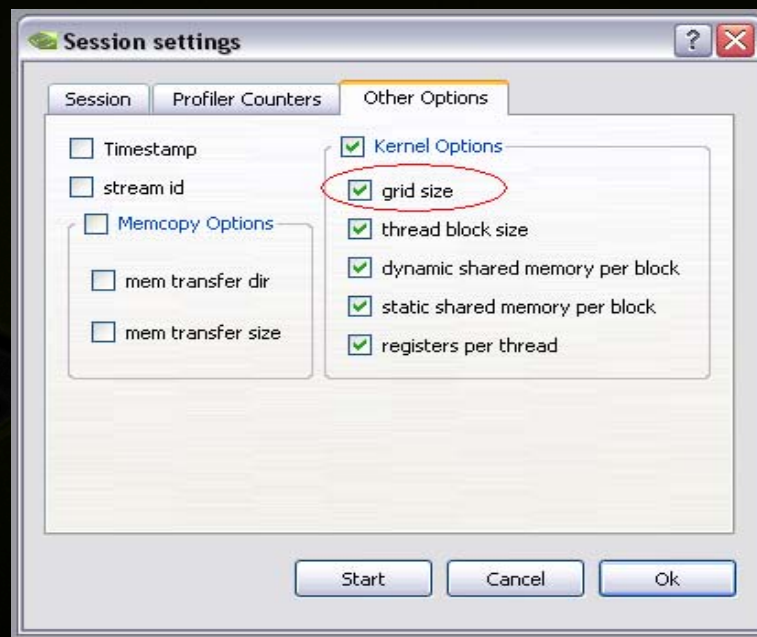 Session settings
Session Profiler Counters Other Options
Timestamp
stream id
Memcopy Options
mem transfer dir
mem transfer size
Kernel Options
grid size
thread block size
dynamic shared memory per block
static shared memory per block
registers per thread
Start Cancel Ok